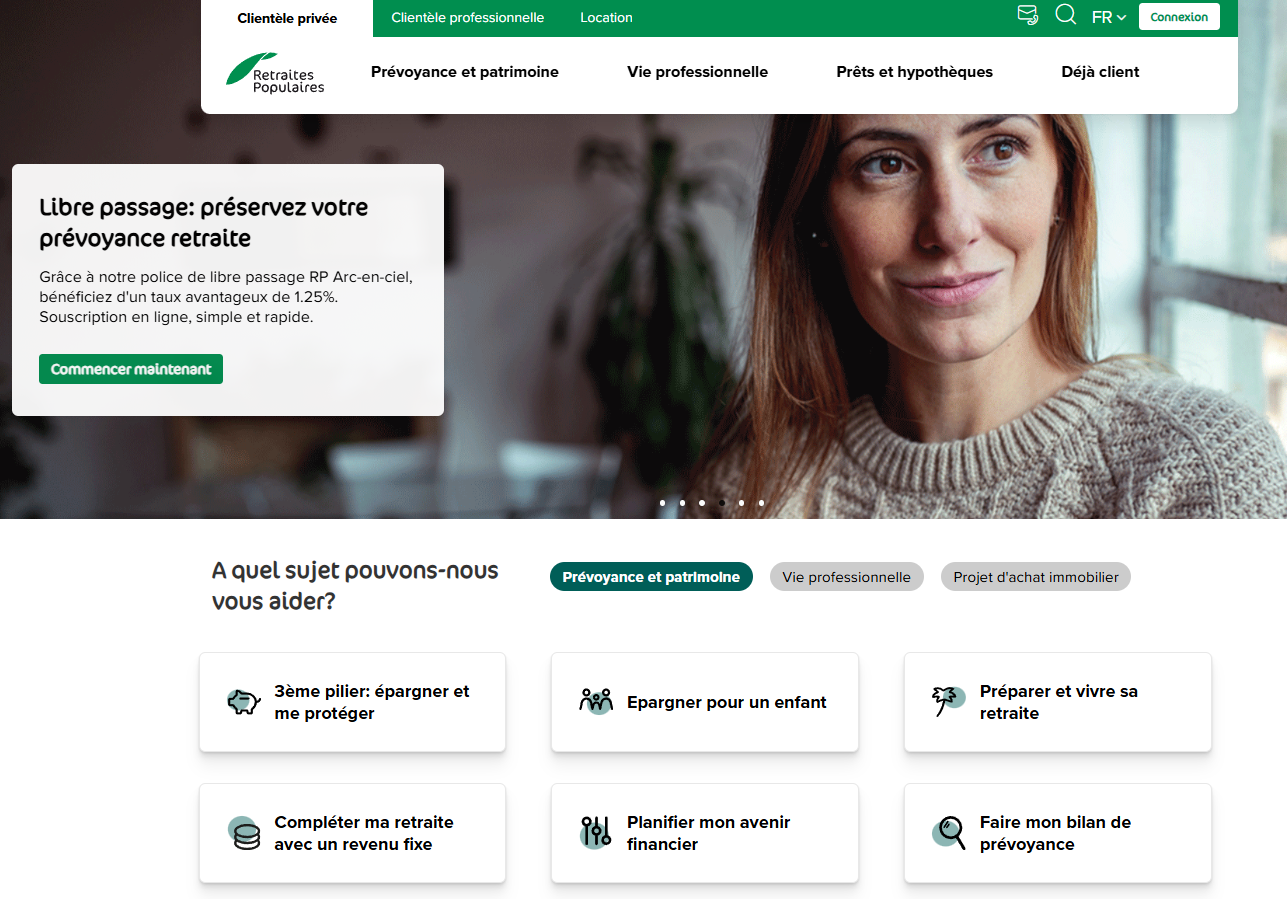 Clientèle privée
Clientèle professionnelle
Location
FR
Connexion
Retraites
Populaires
Prévoyance et patrimoine
Vie professionnelle
Prêts et hypothèques
Déjà client
Libre passage: préservez votre
prévoyance retraite
Grâce à notre police de libre passage RP Arc-en-ciel,
bénéficiez d'un taux avantageux de 1.25%.
Souscription en ligne, simple et rapide.
Commencer maintenant
A quel sujet pouvons-nous
vous aider?
Prévoyance et patrimoine
Vie professionnelle
Projet d'achat immobilier
3ème pilier: épargner et
me protéger
Epargner pour un enfant
Préparer et vivre sa
retraite
Compléter ma retraite
avec un revenu fixe
Planifier mon avenir
financier
Faire mon bilan de
prévoyance